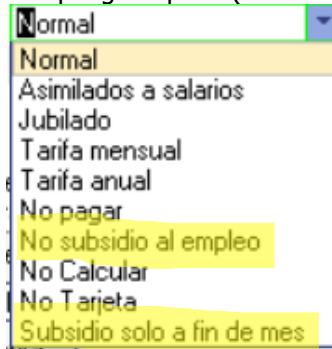 Normal
Normal
Asimilados a salarios
Jubilado
Tarifa mensual
Tarifa anual
No pagar
No subsidio al empleo
No Calcular
No Tarjeta
Subsidio solo a fin de mes